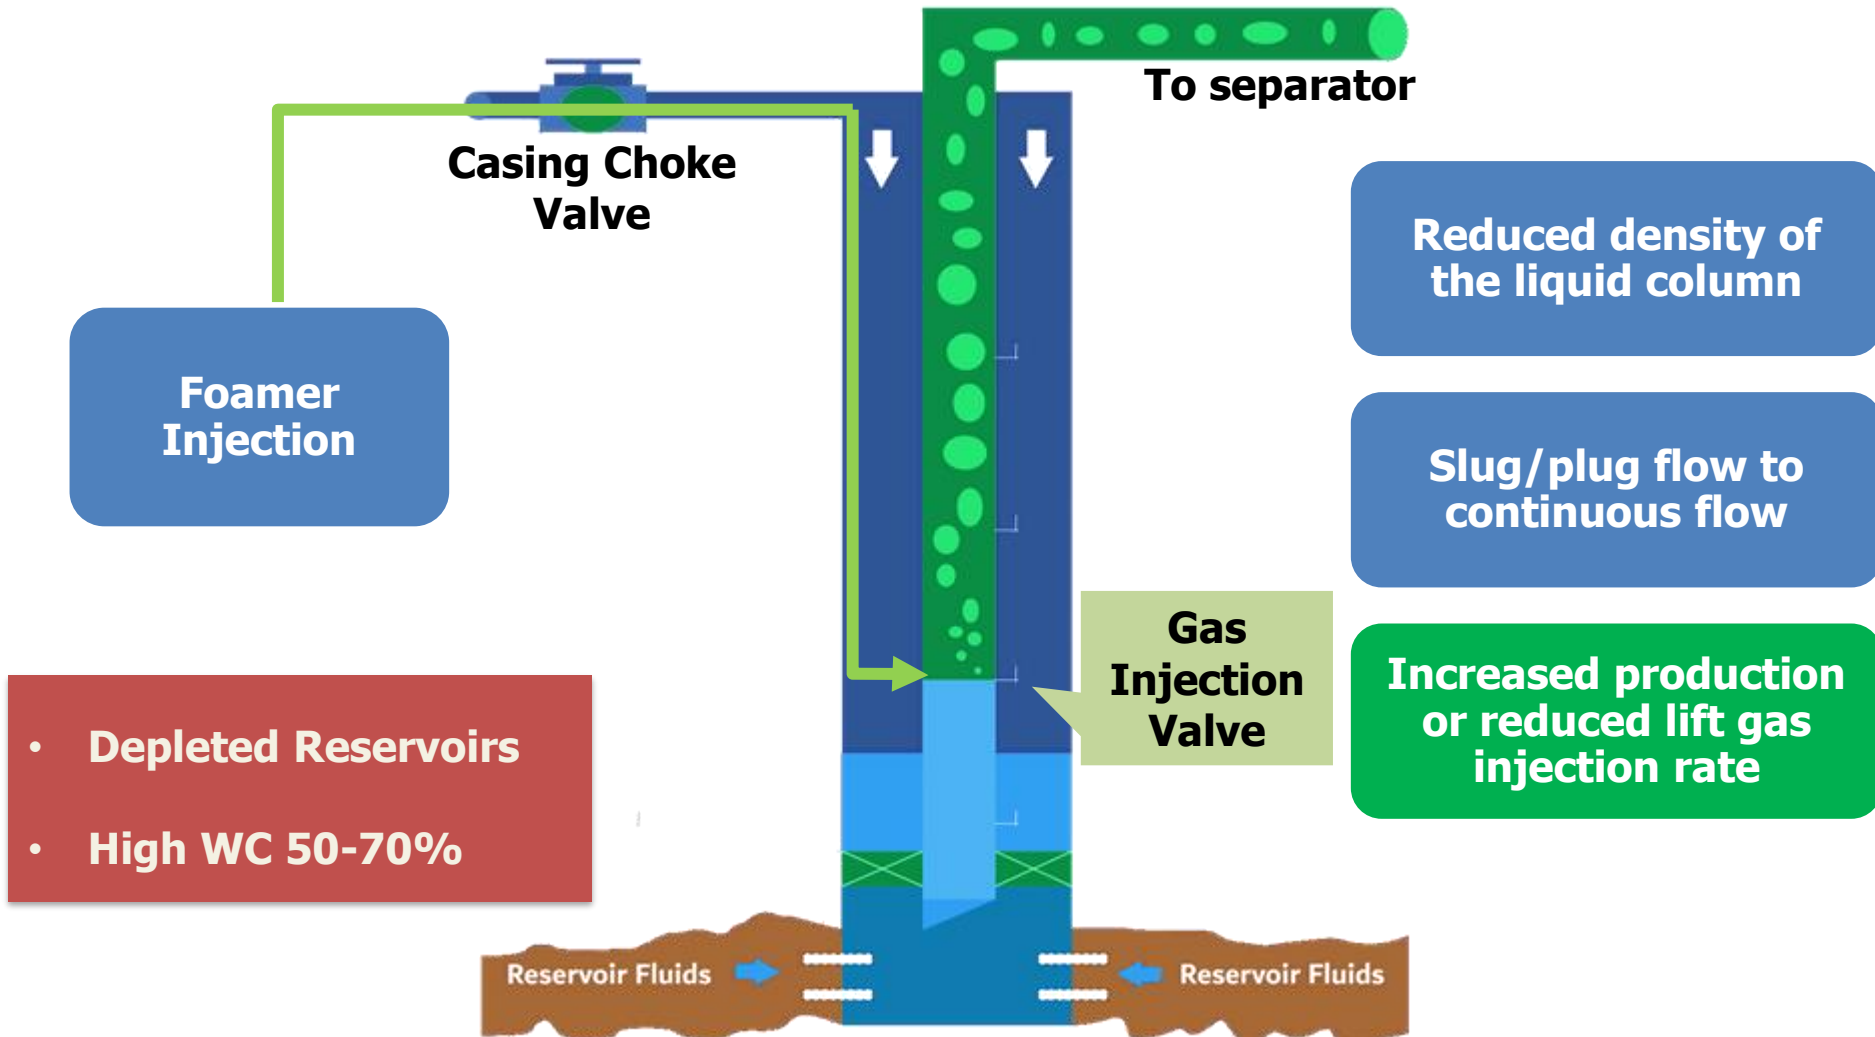 To separator
Casing Choke
Valve
Foamer
Injection
Reduced density of
the liquid column
Slug/plug flow to
continuous flow
Gas
Injection
Valve
Increased production
or reduced lift gas
injection rate
• Depleted Reservoirs
• High WC 50-70%
Reservoir Fluids
Reservoir Fluids